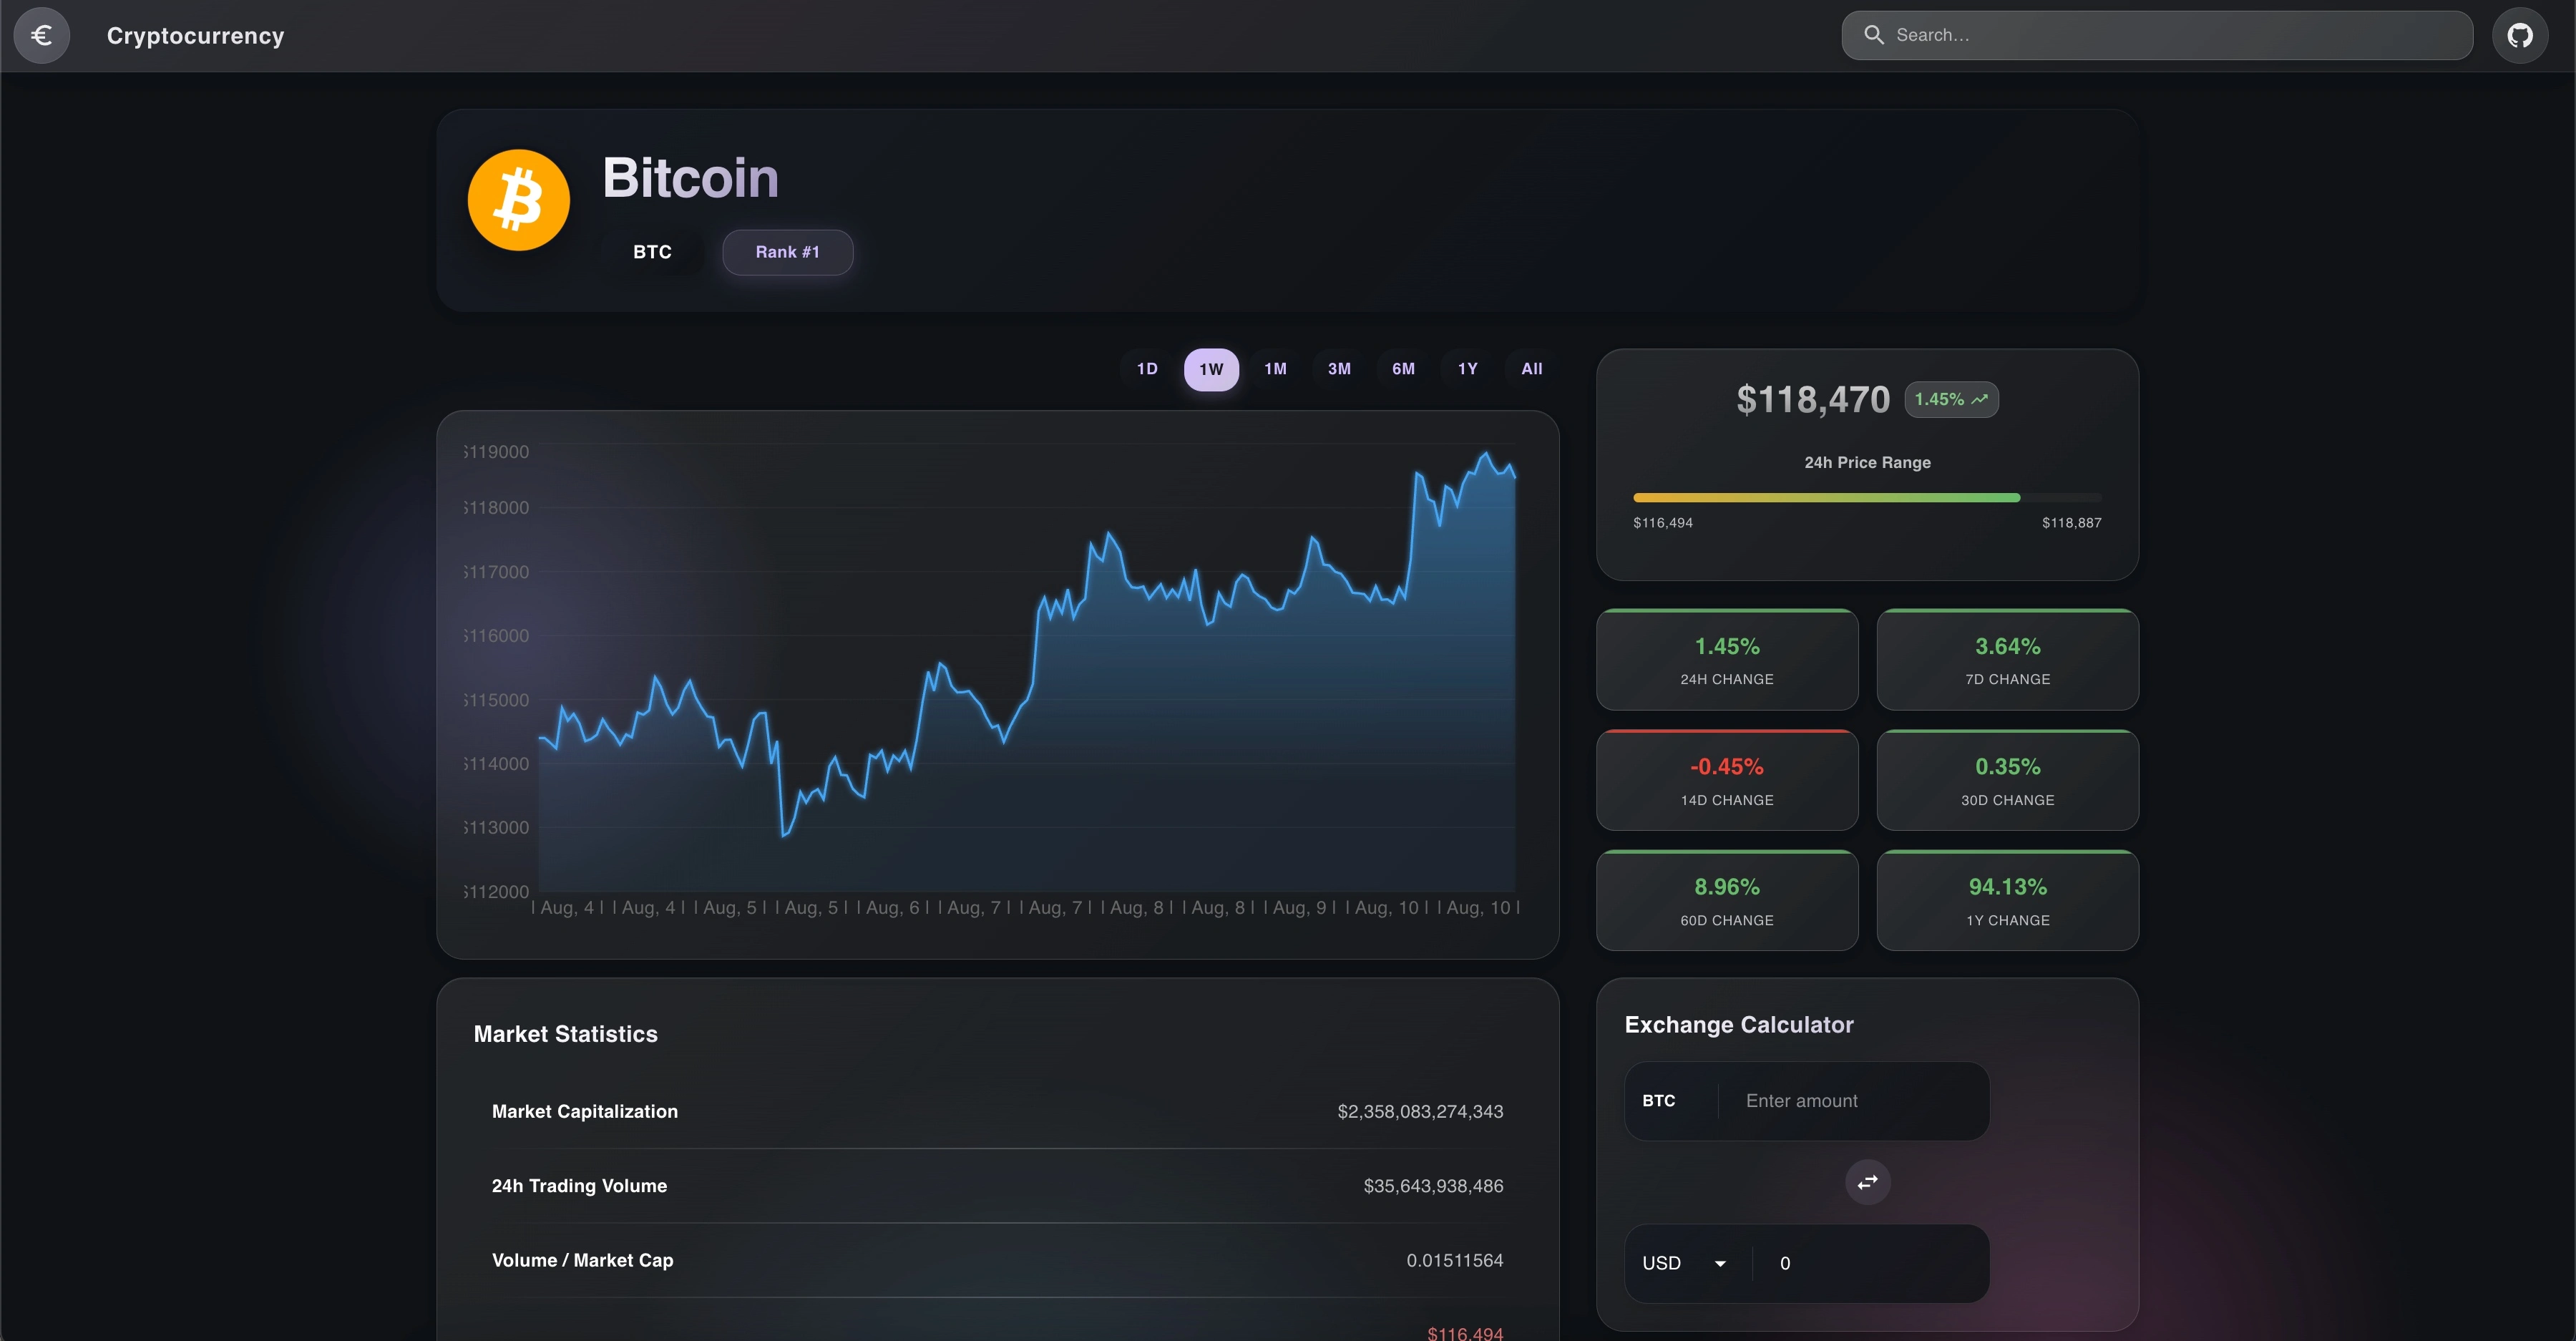 € Cryptocurrency
Search…
Bitcoin
BTC Rank #1
1D 1W 1M 3M 6M 1Y All
$119000
$118000
$117000
$116000
$115000
$114000
$113000
$112000
| Aug, 4 | | Aug, 4 | | Aug, 5 | | Aug, 5 | | Aug, 6 | | Aug, 7 | | Aug, 7 | | Aug, 8 | | Aug, 8 | | Aug, 9 | | Aug, 10 | | Aug, 10 |
$118,470 1.45%
24h Price Range
$116,494 $118,887
1.45%
24H CHANGE
3.64%
7D CHANGE
-0.45%
14D CHANGE
0.35%
30D CHANGE
8.96%
60D CHANGE
94.13%
1Y CHANGE
Market Statistics
Market Capitalization $2,358,083,274,343
24h Trading Volume $35,643,938,486
Volume / Market Cap 0.01511564
$116,494
Exchange Calculator
BTC Enter amount
USD 0